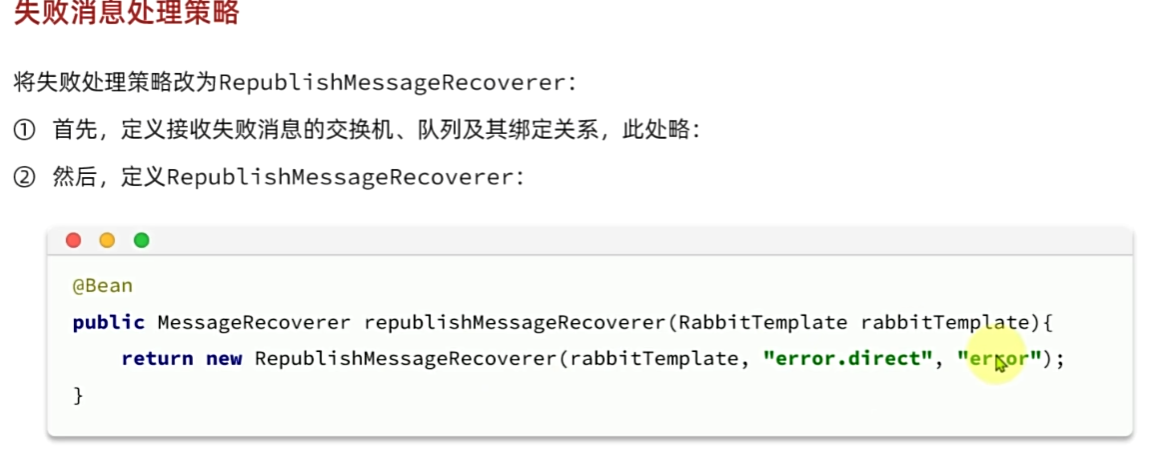 失败消息处理策略
将失败处理策略改为RepublishMessageRecoverer：
① 首先，定义接收失败消息的交换机、队列及其绑定关系，此处略：
② 然后，定义RepublishMessageRecoverer：
@Bean
public MessageRecoverer republishMessageRecoverer(RabbitTemplate rabbitTemplate){
return new RepublishMessageRecoverer(rabbitTemplate, "error.direct", "error");
}